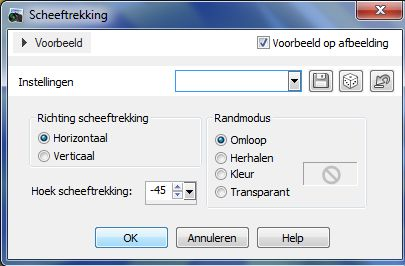 Scheeftrekking
Voorbeeld
Voorbeeld op afbeelding
Instellingen
Richting scheeftrekking
Horizontaal
Verticaal
Hoek scheeftrekking: -45
Randmodus
Omloop
Herhalen
Kleur
Transparant
OK Annuleren Help